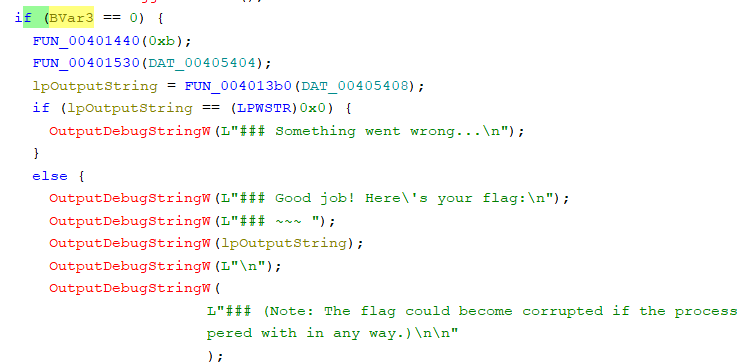 if (BVar3 == 0) {
FUN_00401440(0xb);
FUN_00401530(DAT_00405404);
lpOutputString = FUN_004013b0(DAT_00405408);
if (lpOutputString == (LPWSTR)0x0) {
OutputDebugStringW(L"### Something went wrong...\n");
}
else {
OutputDebugStringW(L"### Good job! Here\'s your flag:\n");
OutputDebugStringW(L"### ~~~ ");
OutputDebugStringW(lpOutputString);
OutputDebugStringW(L"\n");
OutputDebugStringW(
L"### (Note: The flag could become corrupted if the process
pered with in any way.)\n\n"
);